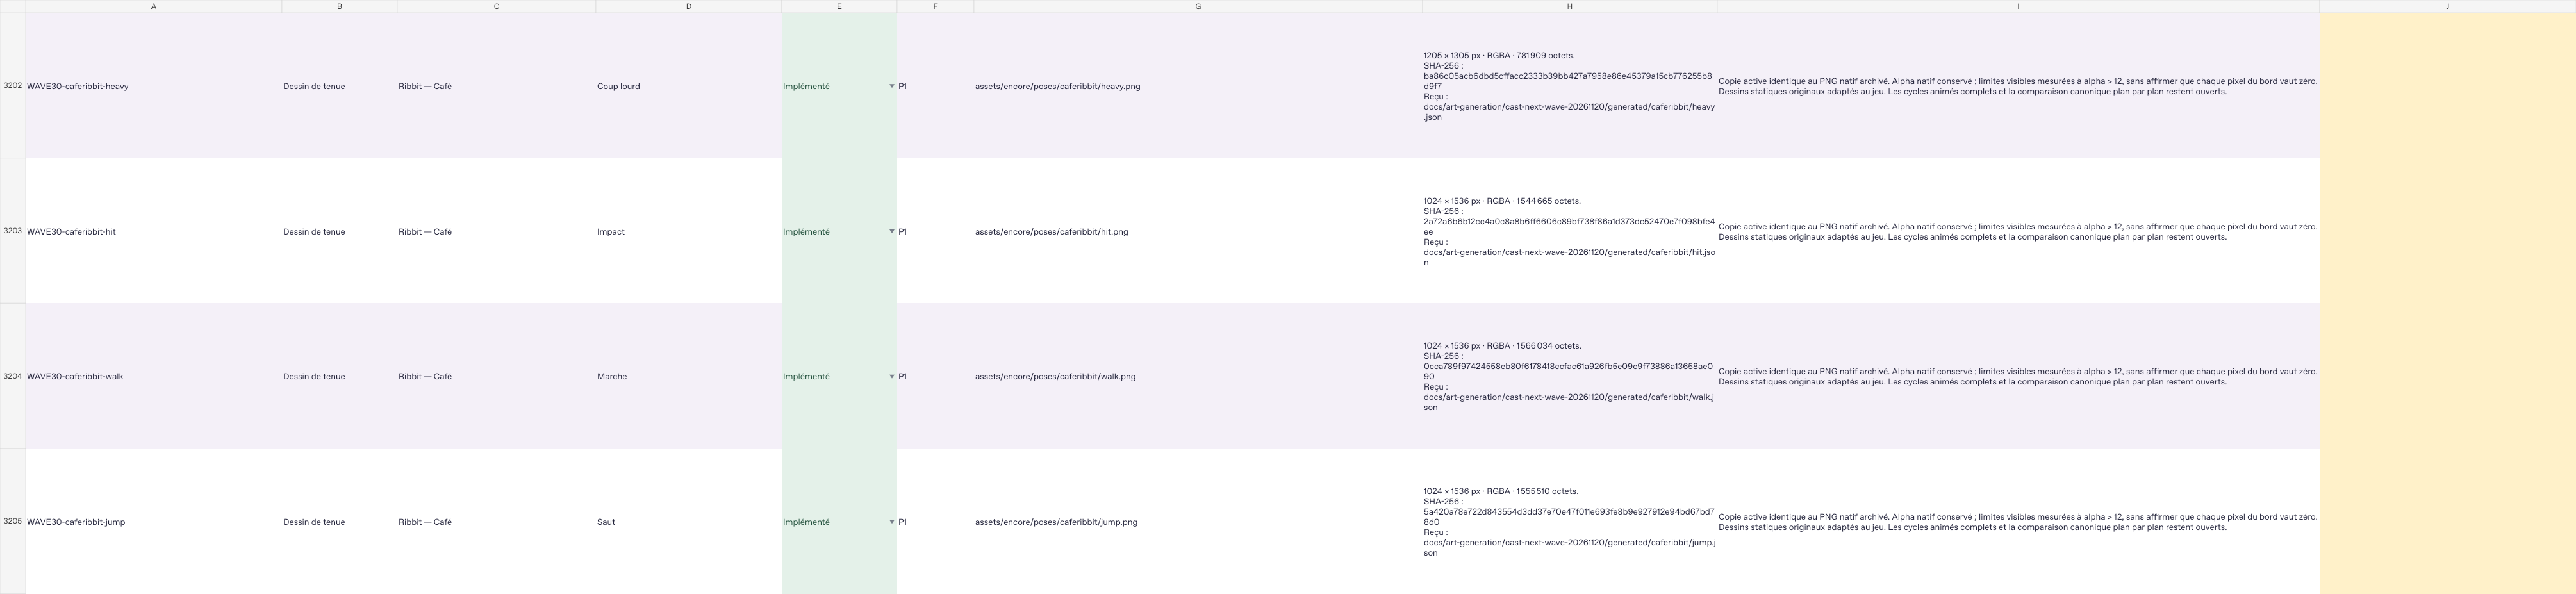 A B C D E F G H I J
3202 WAVE30-caferibbit-heavy Dessin de tenue Ribbit — Café Coup lourd Implémenté P1 assets/encore/poses/caferibbit/heavy.png
1205 × 1305 px · RGBA · 781 909 octets.
SHA-256 :
ba86c05acb6dbd5cffacc2333b39bb427a7958e86e45379a15cb776255b8
d9f7
Reçu :
docs/art-generation/cast-next-wave-20261120/generated/caferibbit/heavy
.json
Copie active identique au PNG natif archivé. Alpha natif conservé ; limites visibles mesurées à alpha > 12, sans affirmer que chaque pixel du bord vaut zéro.
Dessins statiques originaux adaptés au jeu. Les cycles animés complets et la comparaison canonique plan par plan restent ouverts.
3203 WAVE30-caferibbit-hit Dessin de tenue Ribbit — Café Impact Implémenté P1 assets/encore/poses/caferibbit/hit.png
1024 × 1536 px · RGBA · 1 544 665 octets.
SHA-256 :
2a72a6b6b12cc4a0c8a8b6ff6606c89bf738f86a1d373dc52470e7f098bfe4
ee
Reçu :
docs/art-generation/cast-next-wave-20261120/generated/caferibbit/hit.jso
n
Copie active identique au PNG natif archivé. Alpha natif conservé ; limites visibles mesurées à alpha > 12, sans affirmer que chaque pixel du bord vaut zéro.
Dessins statiques originaux adaptés au jeu. Les cycles animés complets et la comparaison canonique plan par plan restent ouverts.
3204 WAVE30-caferibbit-walk Dessin de tenue Ribbit — Café Marche Implémenté P1 assets/encore/poses/caferibbit/walk.png
1024 × 1536 px · RGBA · 1 566 034 octets.
SHA-256 :
0cca789f97424558eb80f6178418ccfac61a926fb5e09c9f73886a13658ae0
90
Reçu :
docs/art-generation/cast-next-wave-20261120/generated/caferibbit/walk.j
son
Copie active identique au PNG natif archivé. Alpha natif conservé ; limites visibles mesurées à alpha > 12, sans affirmer que chaque pixel du bord vaut zéro.
Dessins statiques originaux adaptés au jeu. Les cycles animés complets et la comparaison canonique plan par plan restent ouverts.
3205 WAVE30-caferibbit-jump Dessin de tenue Ribbit — Café Saut Implémenté P1 assets/encore/poses/caferibbit/jump.png
1024 × 1536 px · RGBA · 1 555 510 octets.
SHA-256 :
5a420a78e722d843554d3dd37e70e47f011e693fe8b9e927912e94bd67bd7
8d0
Reçu :
docs/art-generation/cast-next-wave-20261120/generated/caferibbit/jump.j
son
Copie active identique au PNG natif archivé. Alpha natif conservé ; limites visibles mesurées à alpha > 12, sans affirmer que chaque pixel du bord vaut zéro.
Dessins statiques originaux adaptés au jeu. Les cycles animés complets et la comparaison canonique plan par plan restent ouverts.